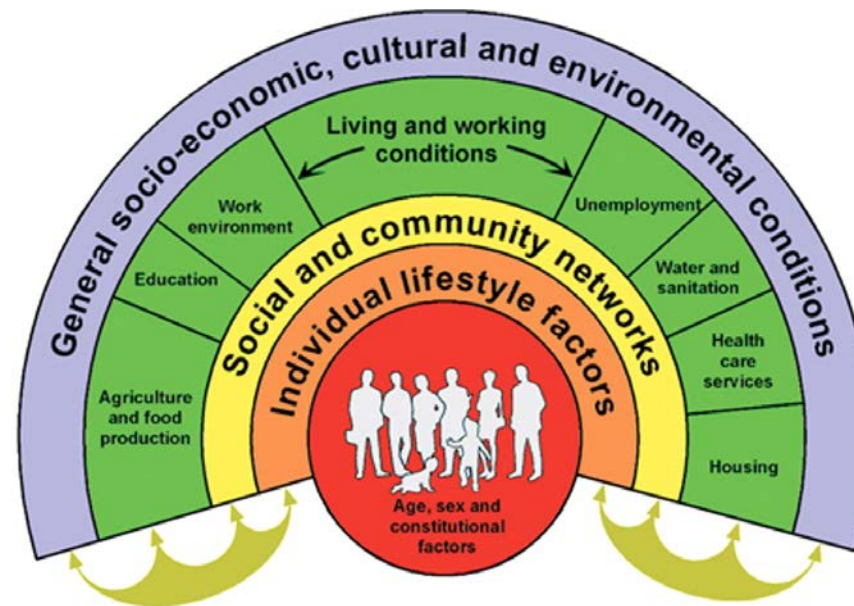 General socio-economic, cultural and environmental conditions
Living and working
conditions
Work
environment
Education
Agriculture
and food
production
Unemployment
Water and
sanitation
Health
care
services
Housing
Social and community networks
Individual lifestyle factors
Age, sex and
constitutional
factors